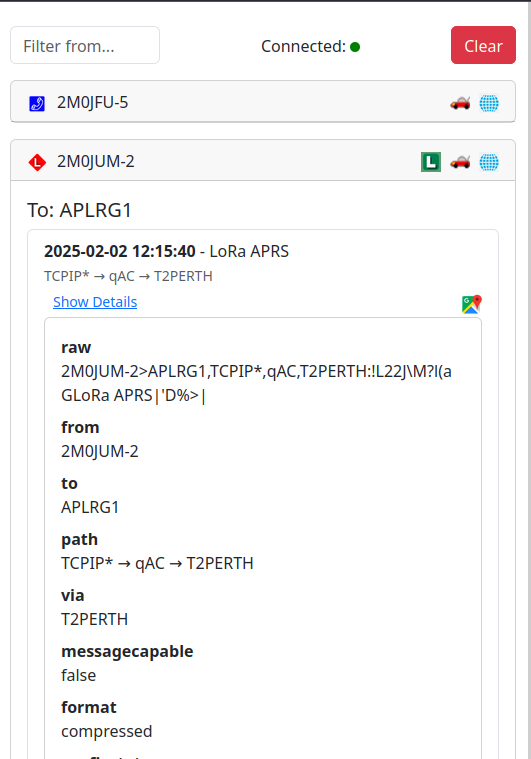 Filter from...
Connected:
Clear
2M0JFU-5
L
2M0JUM-2
L
To: APLRG1
2025-02-02 12:15:40 - LoRa APRS
TCPIP* → qAC → T2PERTH
Show Details
raw
2M0JUM-2>APLRG1,TCPIP*,qAC,T2PERTH:!L22J\M?l(a
GLoRa APRS|'D%>|
from
2M0JUM-2
to
APLRG1
path
TCPIP* → qAC → T2PERTH
via
T2PERTH
messagecapable
false
format
compressed